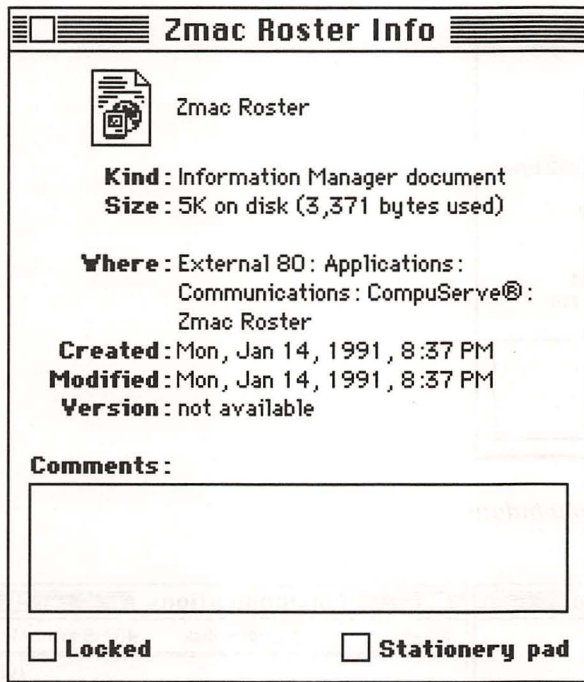 Zmac Roster Info
Zmac Roster
Kind: Information Manager document
Size: 5K on disk (3,371 bytes used)
Where: External 80: Applications:
Communications: CompuServe®:
Zmac Roster
Created: Mon, Jan 14, 1991, 8:37 PM
Modified: Mon, Jan 14, 1991, 8:37 PM
Version: not available
Comments:
Locked
Stationery pad